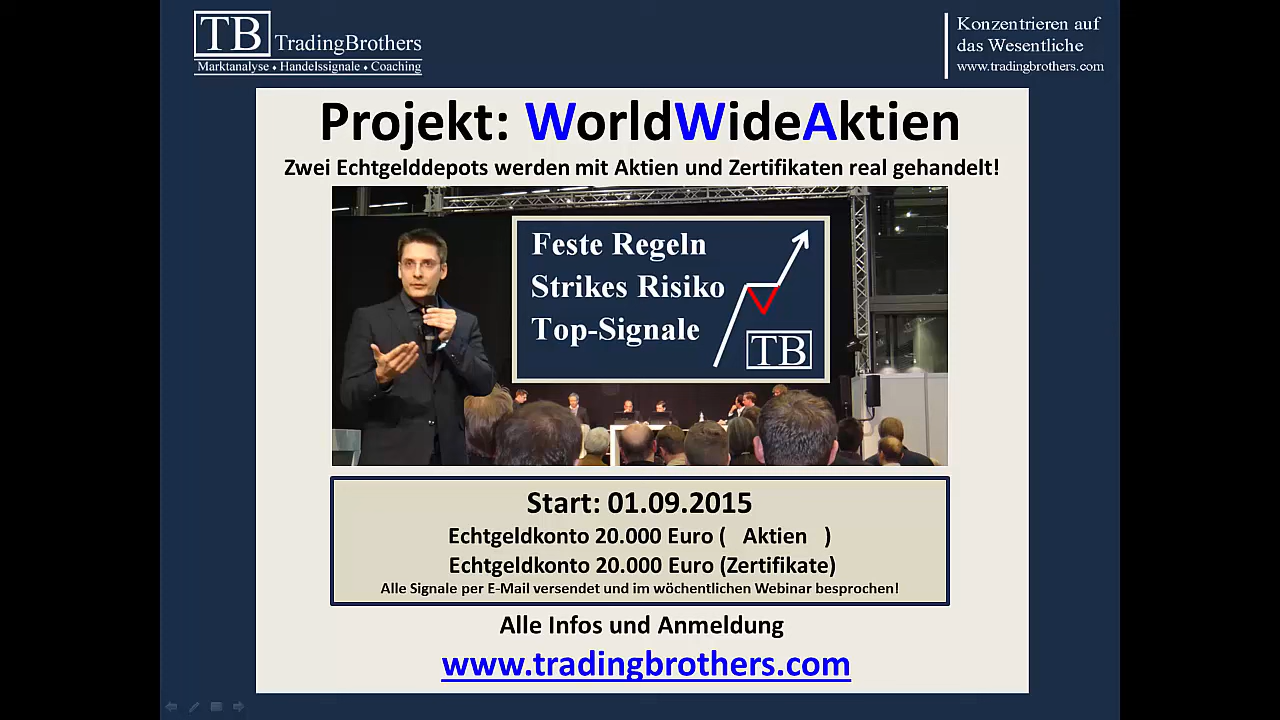 TB TradingBrothers
Marktanalyse • Handelssignale • Coaching
Konzentrieren auf
das Wesentliche
www.tradingbrothers.com
Projekt: WorldWideAktien
Zwei Echtgelddepots werden mit Aktien und Zertifikaten real gehandelt!
Feste Regeln
Strikes Risiko
Top-Signale
TB
Start: 01.09.2015
Echtgeldkonto 20.000 Euro ( Aktien )
Echtgeldkonto 20.000 Euro (Zertifikate)
Alle Signale per E-Mail versendet und im wöchentlichen Webinar besprochen!
Alle Infos und Anmeldung
www.tradingbrothers.com